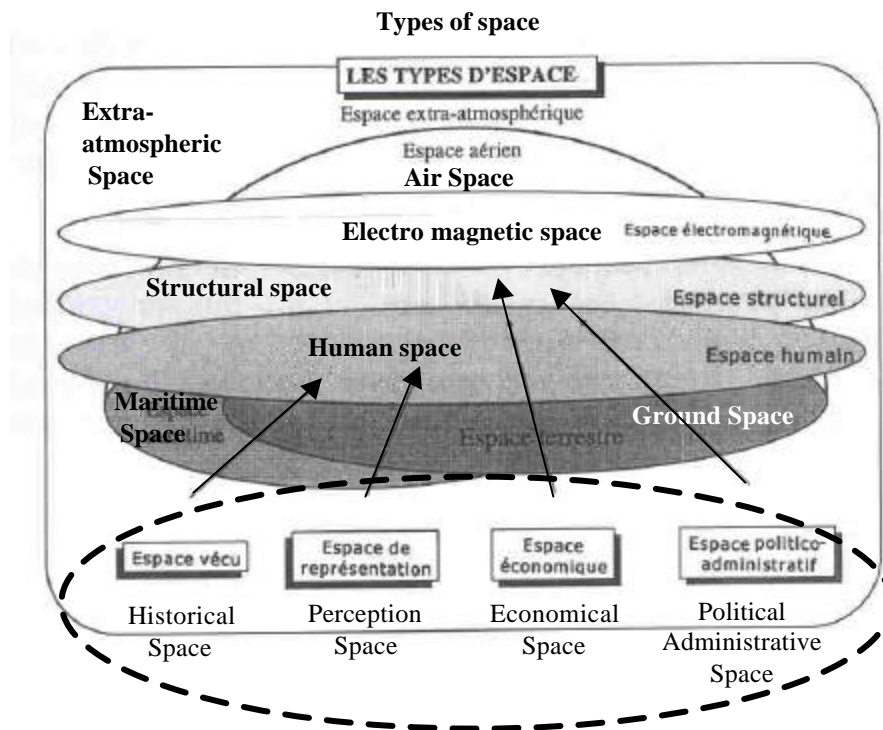 Types of space
LES TYPES D'ESPACE
Espace extra-atmosphérique
Extra-
atmospheric
Space
Espace aérien
Air Space
Electro magnetic space
Espace électromagnétique
Structural space
Espace structurel
Human space
Espace humain
Maritime
Space
Espace
Ground Space
Espace terrestre
Espace vécu
Espace de
représentation
Espace
économique
Espace politico-
administratif
Historical
Space
Perception
Space
Economical
Space
Political
Administrative
Space